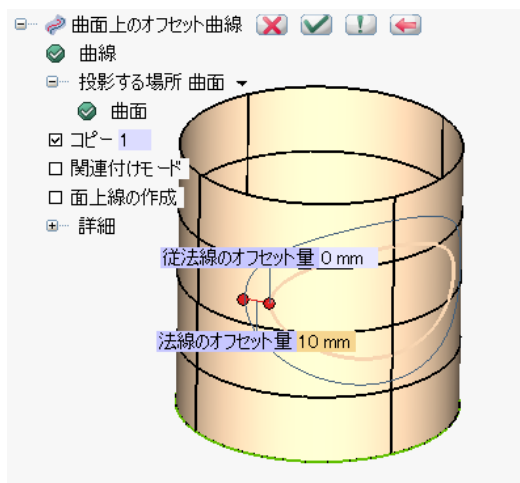 曲面上のオフセット曲線
曲線
投影する場所 曲面
曲面
コピー 1
関連付けモード
面上線の作成
詳細
従法線のオフセット量 0 mm
法線のオフセット量 10 mm